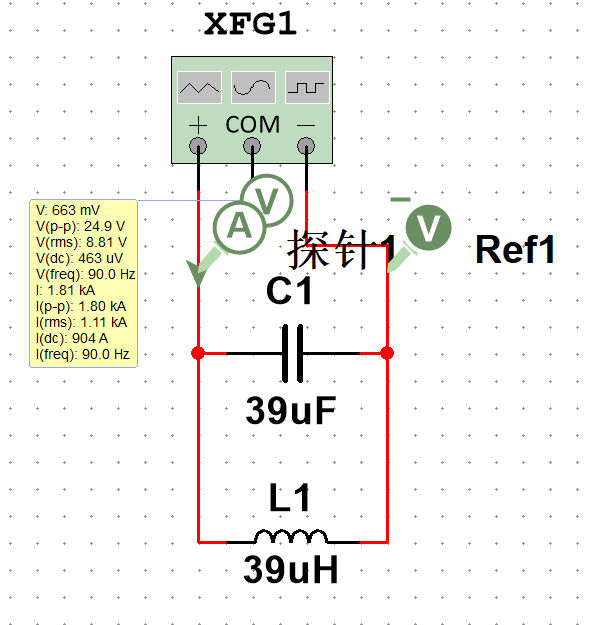 XFG1
+ COM −
V
A
V: 663 mV
V(p-p): 24.9 V
V(rms): 8.81 V
V(dc): 463 uV
V(freq): 90.0 Hz
I: 1.81 kA
I(p-p): 1.80 kA
I(rms): 1.11 kA
I(dc): 904 A
I(freq): 90.0 Hz
V
探针1
Ref1
C1
39uF
L1
39uH